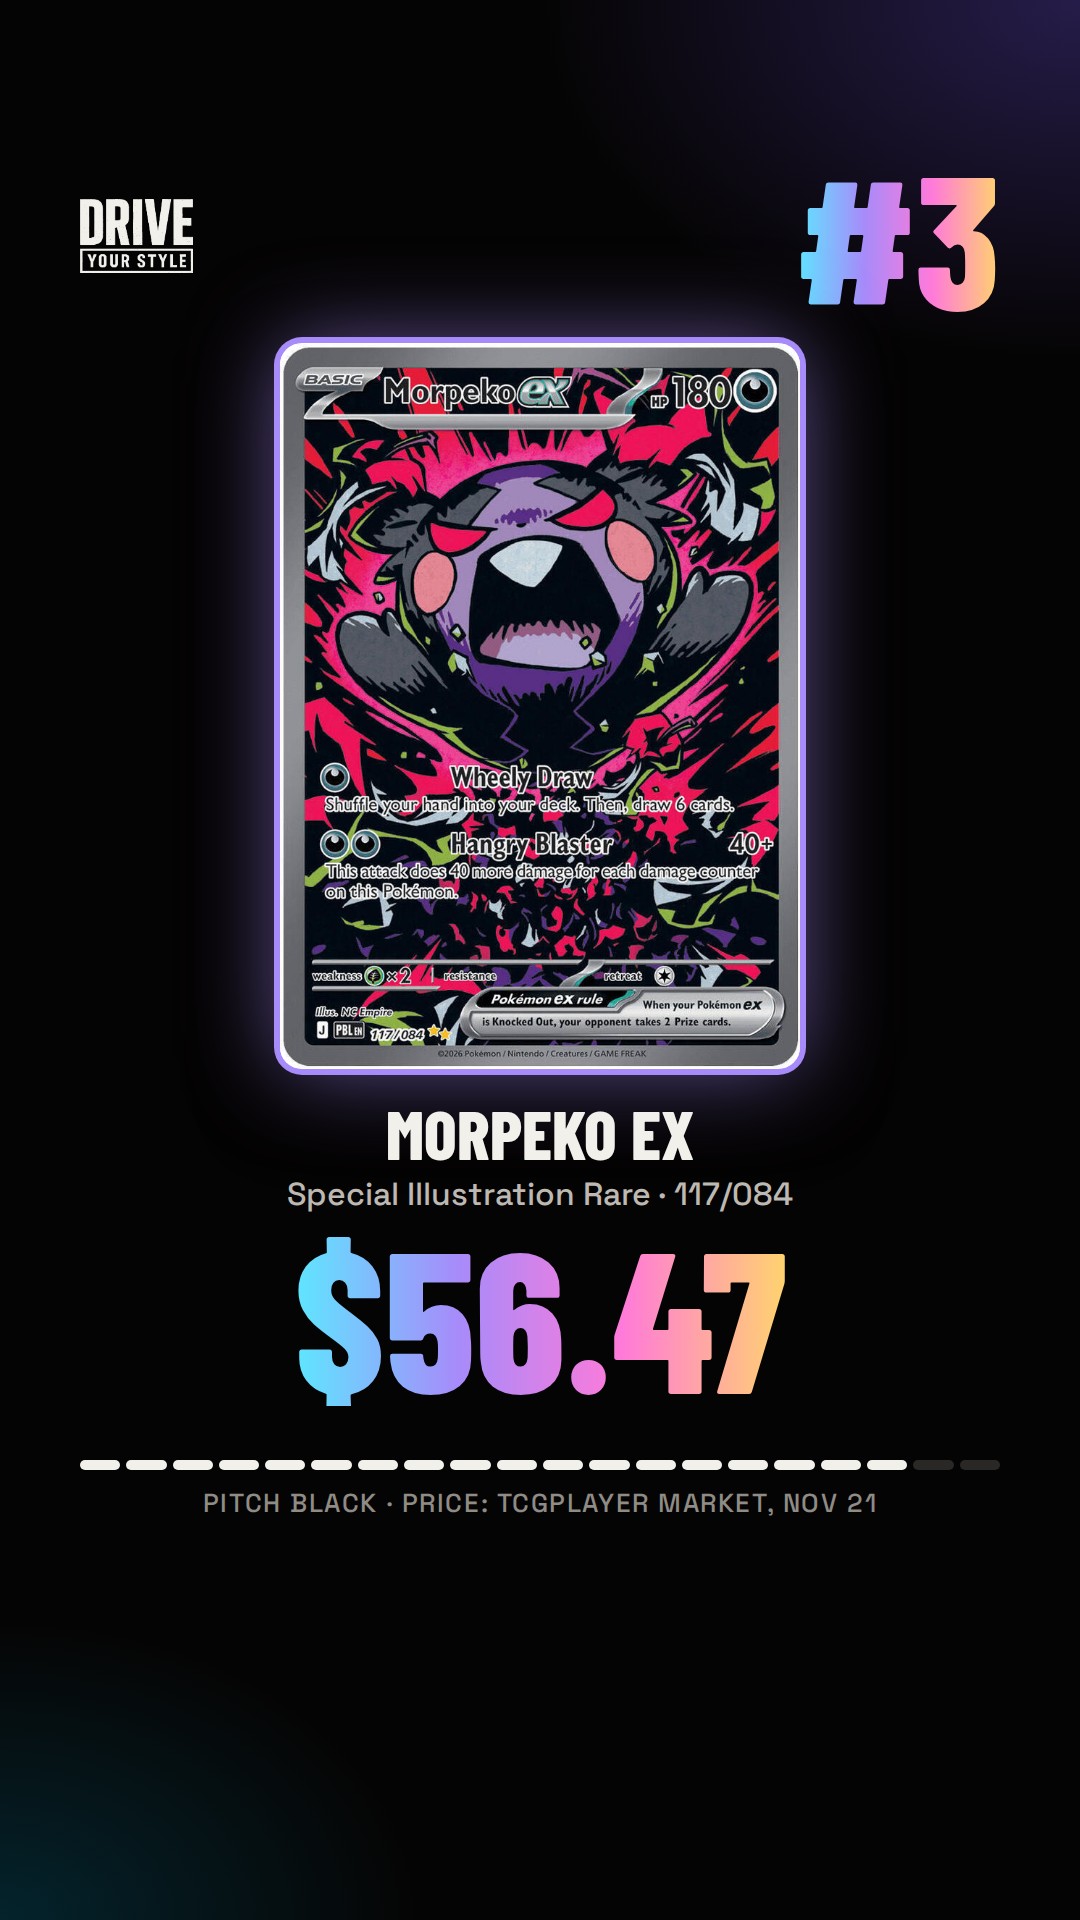 DRIVE
YOUR STYLE
#3
BASIC
Morpeko ex
HP 180
Wheely Draw
Shuffle your hand into your deck. Then, draw 6 cards.
Hangry Blaster 40+
This attack does 40 more damage for each damage counter
on this Pokémon.
weakness ×2 resistance retreat
Pokémon ex rule When your Pokémon ex
is Knocked Out, your opponent takes 2 Prize cards.
Illus. NC Empire
J PBL EN 117/084
©2026 Pokémon / Nintendo / Creatures / GAME FREAK
MORPEKO EX
Special Illustration Rare · 117/084
$56.47
PITCH BLACK · PRICE: TCGPLAYER MARKET, NOV 21